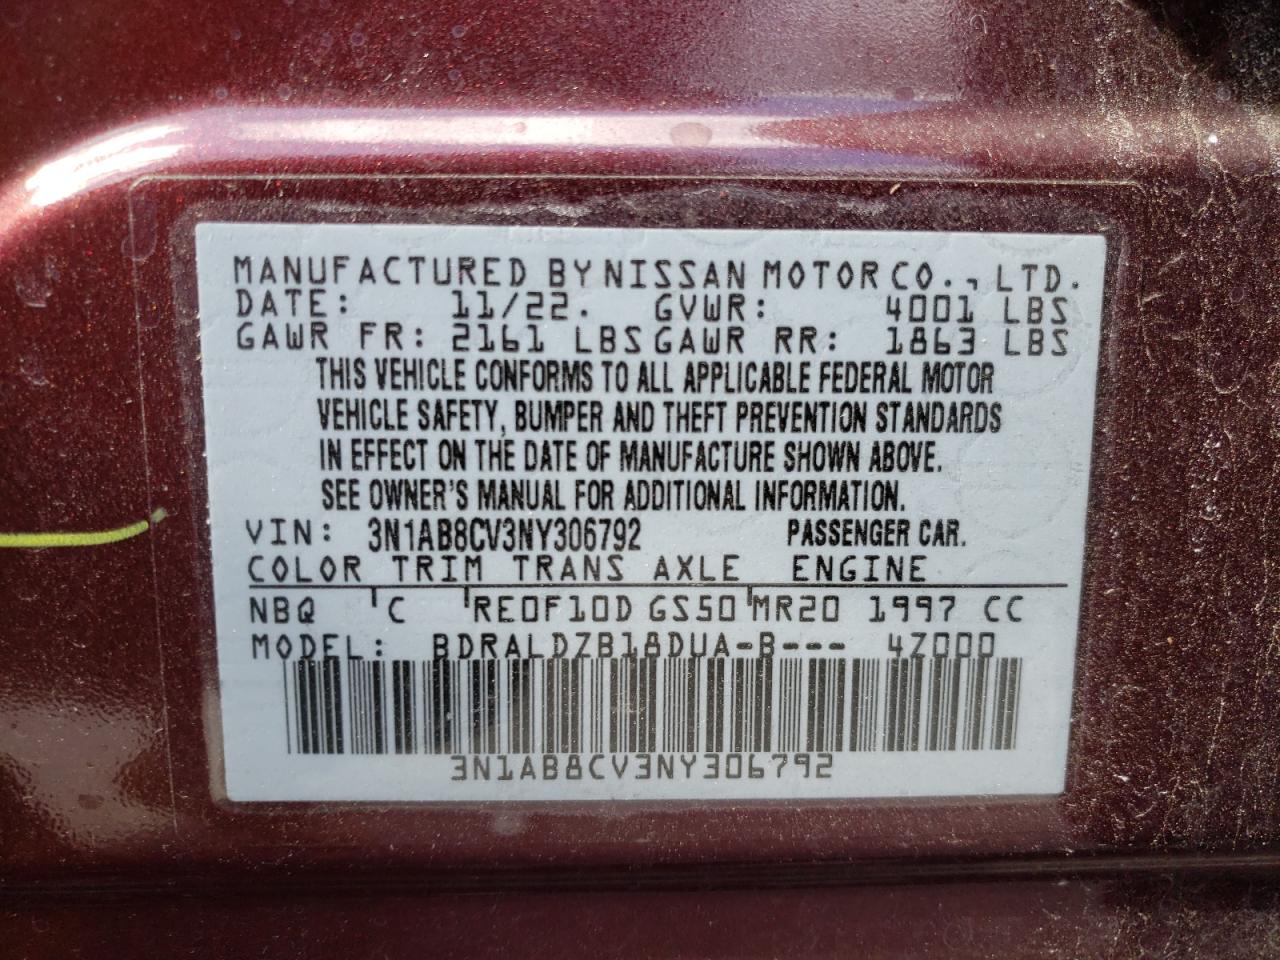 MANUFACTURED BY NISSAN MOTOR CO., LTD.
DATE: 11/22. GVWR: 4001 LBS
GAWR FR: 2161 LBS GAWR RR: 1863 LBS
THIS VEHICLE CONFORMS TO ALL APPLICABLE FEDERAL MOTOR
VEHICLE SAFETY, BUMPER AND THEFT PREVENTION STANDARDS
IN EFFECT ON THE DATE OF MANUFACTURE SHOWN ABOVE.
SEE OWNER'S MANUAL FOR ADDITIONAL INFORMATION.
VIN: 3N1AB8CV3NY306792 PASSENGER CAR.
COLOR TRIM TRANS AXLE ENGINE
NBQ C RE0F10D GS50 MR20 1997 CC
MODEL: BDRALDZB18DUA-B--- 4Z000
3N1AB8CV3NY306792